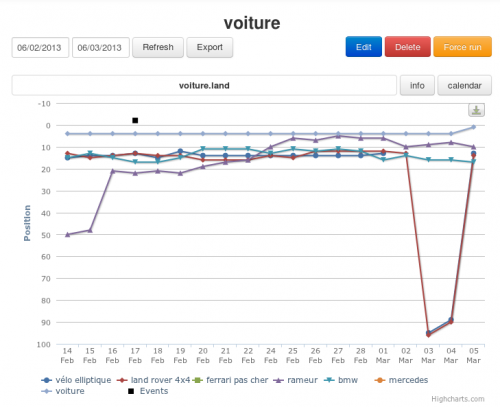 voiture
06/02/2013 06/03/2013 Refresh Export Edit Delete Force run
voiture.land info calendar
-10
0
10
20
30
40
50
60
70
80
90
100
Position
14 Feb 15 Feb 16 Feb 17 Feb 18 Feb 19 Feb 20 Feb 21 Feb 22 Feb 24 Feb 25 Feb 26 Feb 27 Feb 28 Feb 01 Mar 02 Mar 03 Mar 04 Mar 05 Mar
vélo elliptique land rover 4x4 ferrari pas cher rameur bmw mercedes
voiture Events
Highcharts.com